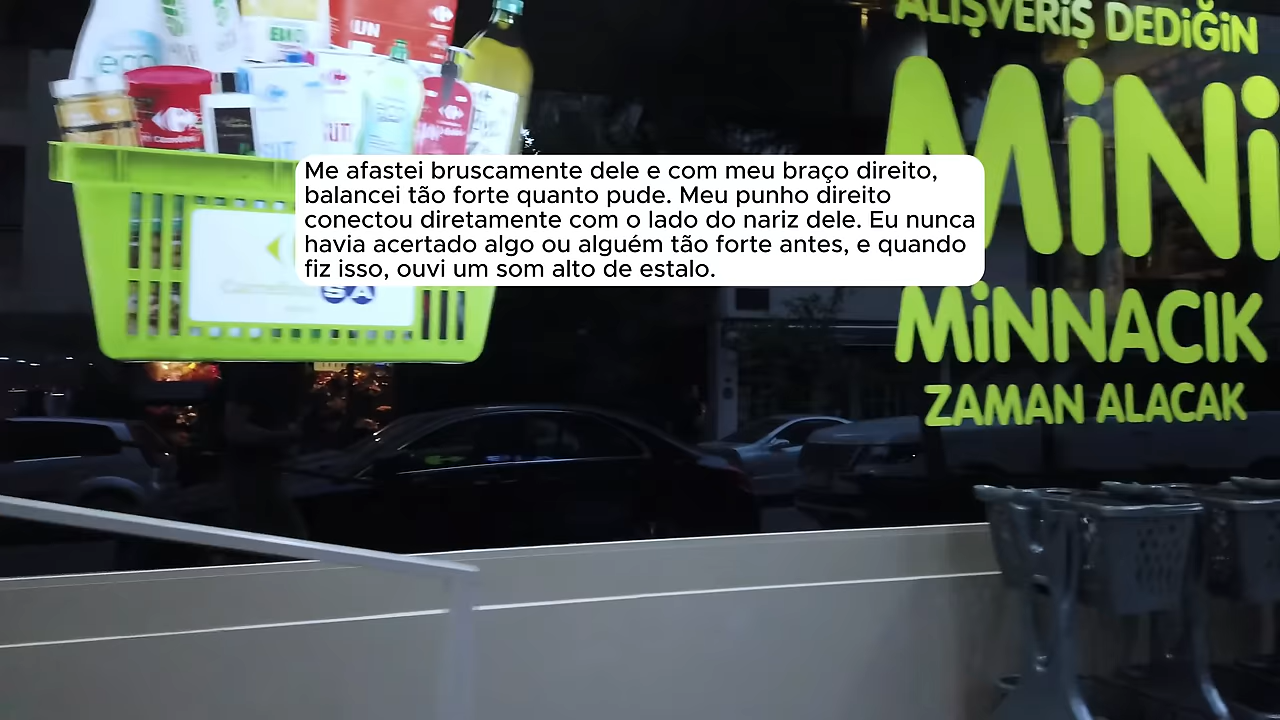 ALIŞVERİŞ DEDİĞİN
MİNİ
MİNNACIK
ZAMAN ALACAK
Me afastei bruscamente dele e com meu braço direito,
balancei tão forte quanto pude. Meu punho direito
conectou diretamente com o lado do nariz dele. Eu nunca
havia acertado algo ou alguém tão forte antes, e quando
fiz isso, ouvi um som alto de estalo.
eco
SA